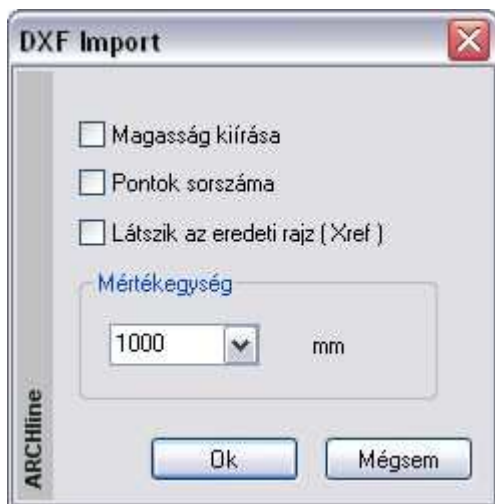 DXF Import
Magasság kiírása
Pontok sorszáma
Látszik az eredeti rajz ( Xref )
Mértékegység
1000 mm
Ok Mégsem
ARCHline